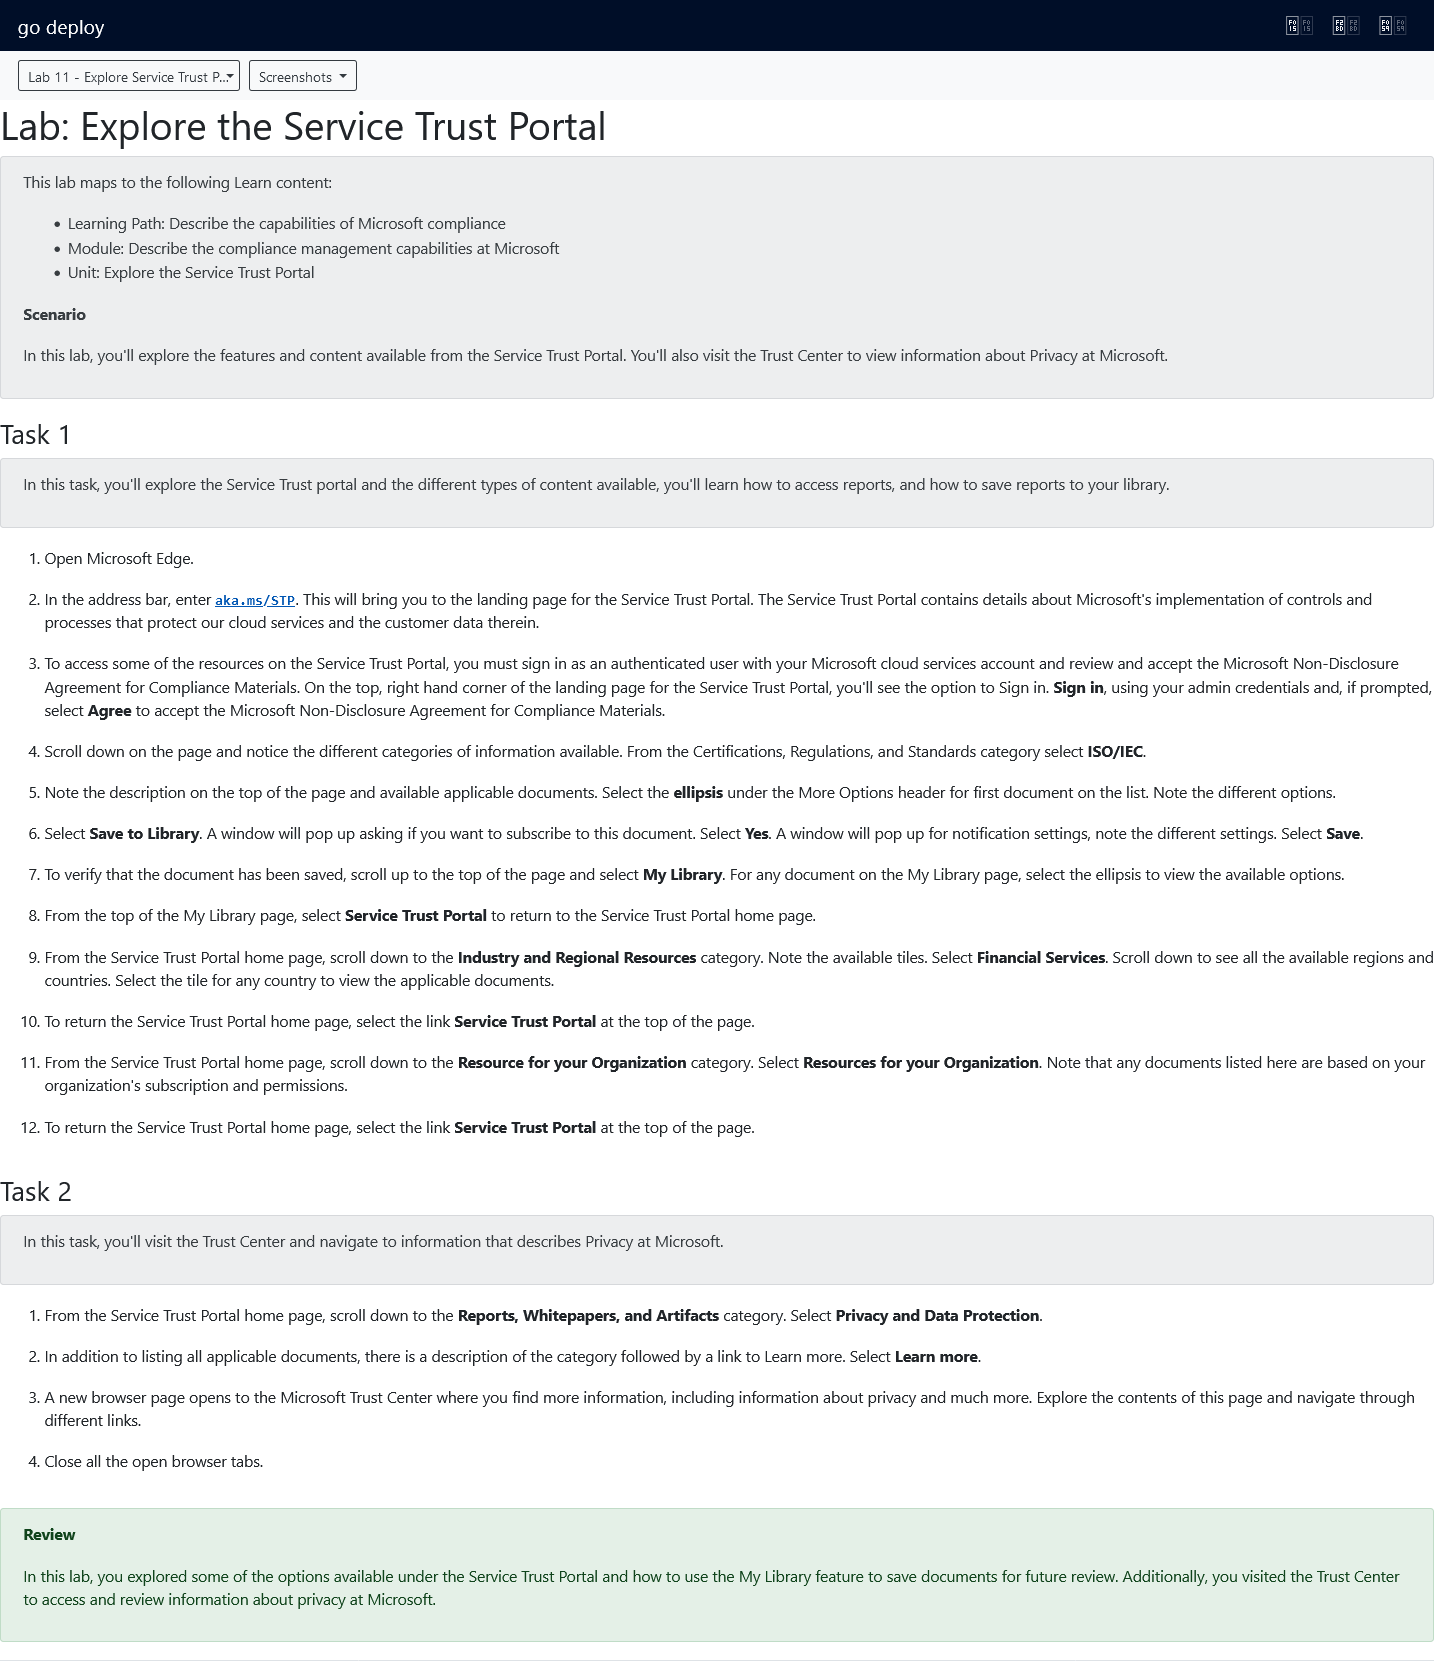 go deploy
Lab 11 - Explore Service Trust P...
Screenshots
Lab: Explore the Service Trust Portal
This lab maps to the following Learn content:
• Learning Path: Describe the capabilities of Microsoft compliance
• Module: Describe the compliance management capabilities at Microsoft
• Unit: Explore the Service Trust Portal
Scenario
In this lab, you'll explore the features and content available from the Service Trust Portal. You'll also visit the Trust Center to view information about Privacy at Microsoft.
Task 1
In this task, you'll explore the Service Trust portal and the different types of content available, you'll learn how to access reports, and how to save reports to your library.
1. Open Microsoft Edge.
2. In the address bar, enter aka.ms/STP. This will bring you to the landing page for the Service Trust Portal. The Service Trust Portal contains details about Microsoft's implementation of controls and
processes that protect our cloud services and the customer data therein.
3. To access some of the resources on the Service Trust Portal, you must sign in as an authenticated user with your Microsoft cloud services account and review and accept the Microsoft Non-Disclosure
Agreement for Compliance Materials. On the top, right hand corner of the landing page for the Service Trust Portal, you'll see the option to Sign in. Sign in, using your admin credentials and, if prompted,
select Agree to accept the Microsoft Non-Disclosure Agreement for Compliance Materials.
4. Scroll down on the page and notice the different categories of information available. From the Certifications, Regulations, and Standards category select ISO/IEC.
5. Note the description on the top of the page and available applicable documents. Select the ellipsis under the More Options header for first document on the list. Note the different options.
6. Select Save to Library. A window will pop up asking if you want to subscribe to this document. Select Yes. A window will pop up for notification settings, note the different settings. Select Save.
7. To verify that the document has been saved, scroll up to the top of the page and select My Library. For any document on the My Library page, select the ellipsis to view the available options.
8. From the top of the My Library page, select Service Trust Portal to return to the Service Trust Portal home page.
9. From the Service Trust Portal home page, scroll down to the Industry and Regional Resources category. Note the available tiles. Select Financial Services. Scroll down to see all the available regions and
countries. Select the tile for any country to view the applicable documents.
10. To return the Service Trust Portal home page, select the link Service Trust Portal at the top of the page.
11. From the Service Trust Portal home page, scroll down to the Resource for your Organization category. Select Resources for your Organization. Note that any documents listed here are based on your
organization's subscription and permissions.
12. To return the Service Trust Portal home page, select the link Service Trust Portal at the top of the page.
Task 2
In this task, you'll visit the Trust Center and navigate to information that describes Privacy at Microsoft.
1. From the Service Trust Portal home page, scroll down to the Reports, Whitepapers, and Artifacts category. Select Privacy and Data Protection.
2. In addition to listing all applicable documents, there is a description of the category followed by a link to Learn more. Select Learn more.
3. A new browser page opens to the Microsoft Trust Center where you find more information, including information about privacy and much more. Explore the contents of this page and navigate through
different links.
4. Close all the open browser tabs.
Review
In this lab, you explored some of the options available under the Service Trust Portal and how to use the My Library feature to save documents for future review. Additionally, you visited the Trust Center
to access and review information about privacy at Microsoft.